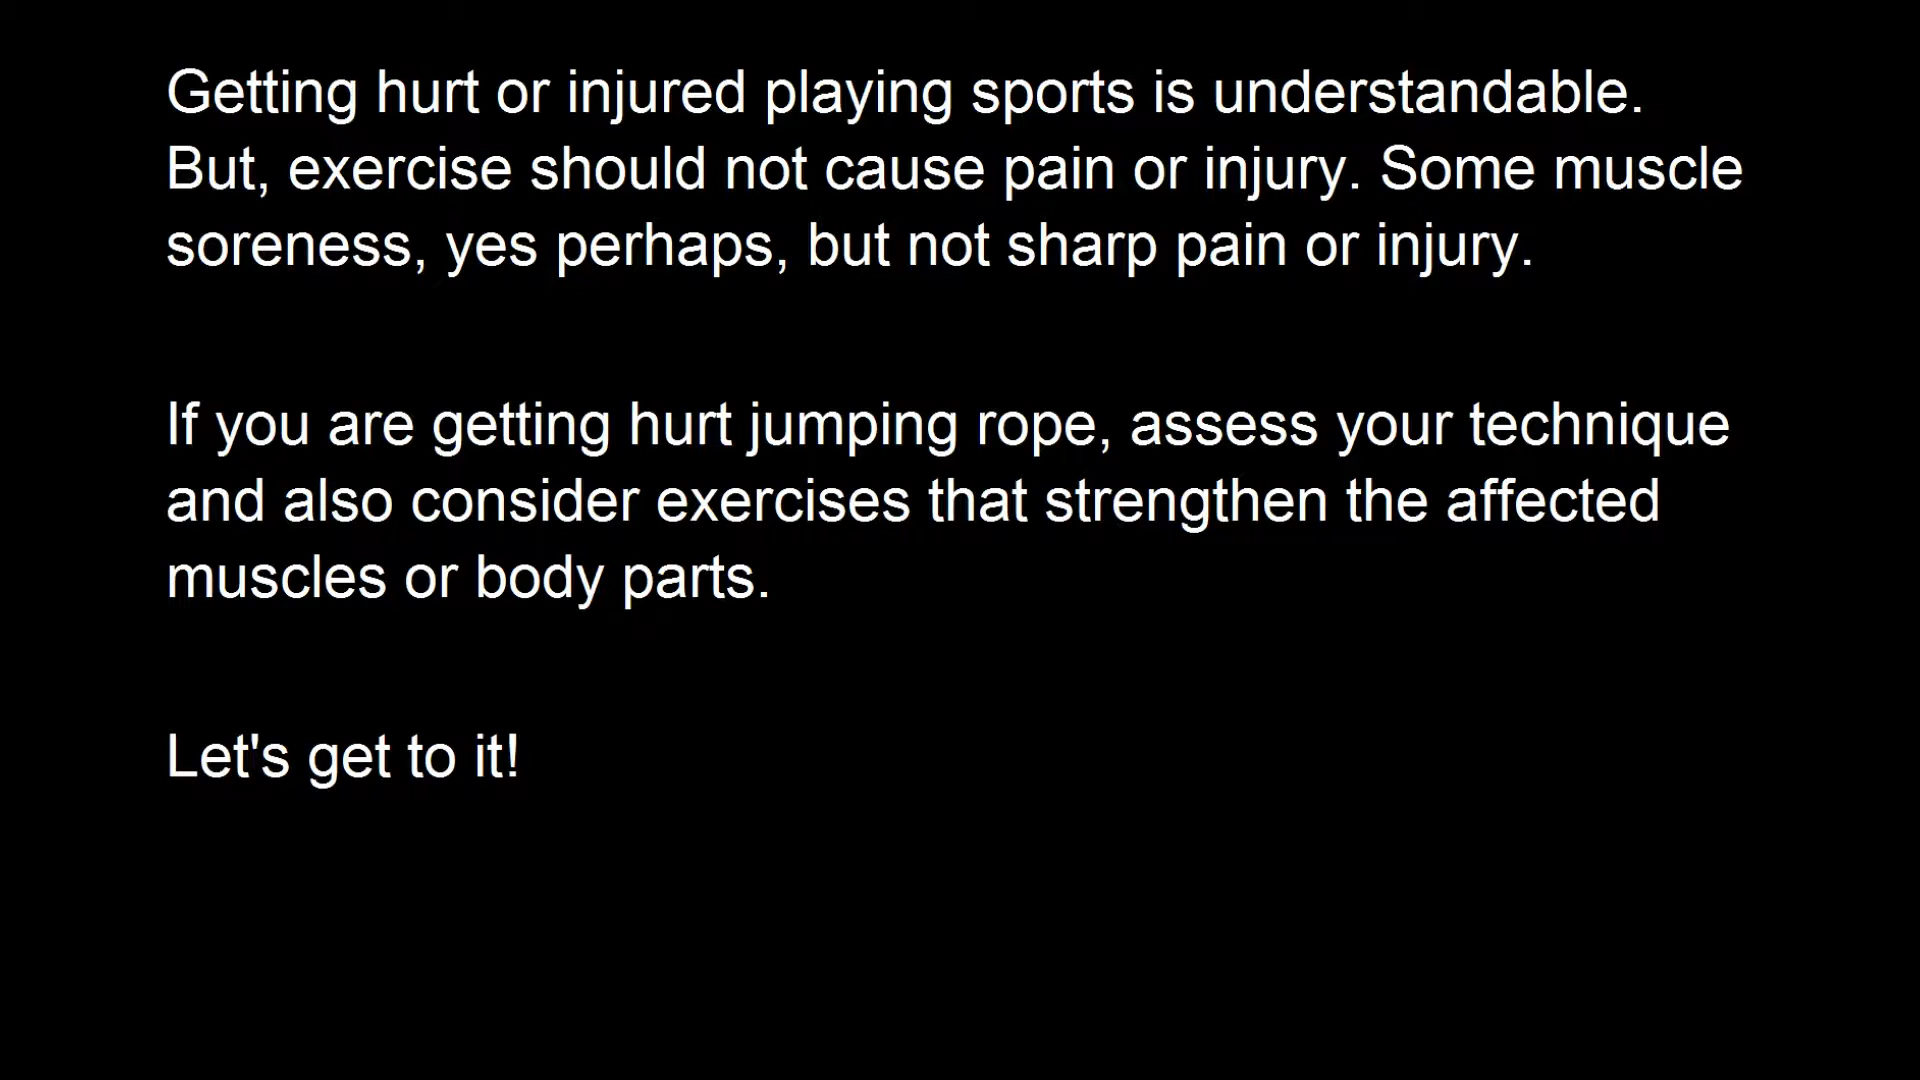 Getting hurt or injured playing sports is understandable.
But, exercise should not cause pain or injury. Some muscle
soreness, yes perhaps, but not sharp pain or injury.
If you are getting hurt jumping rope, assess your technique
and also consider exercises that strengthen the affected
muscles or body parts.
Let's get to it!